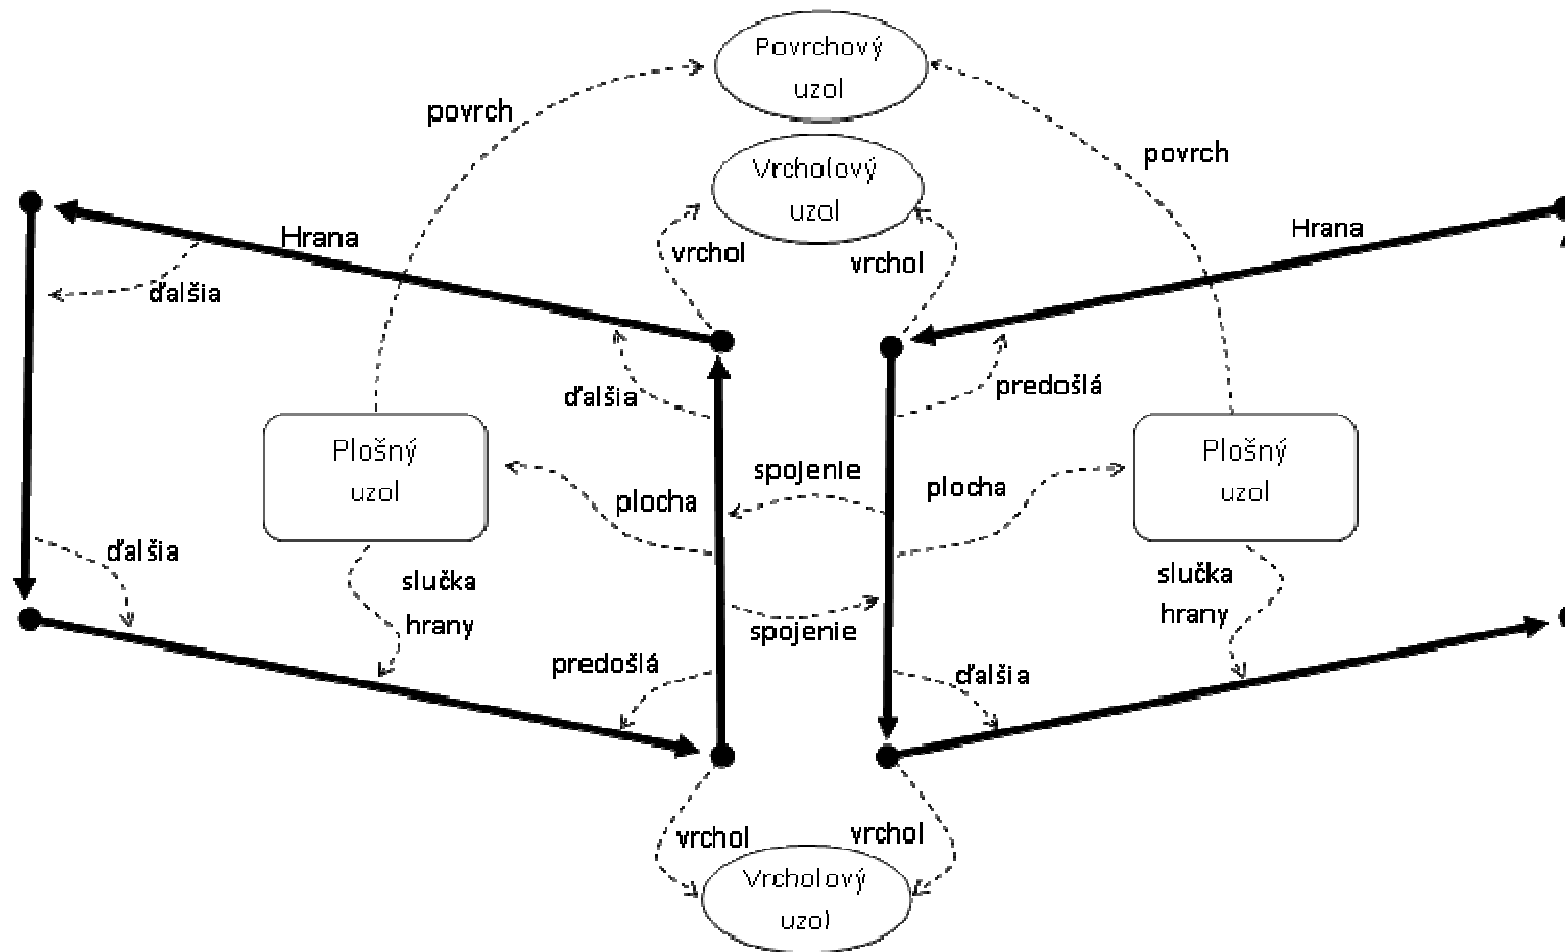 Povrchový
uzol
povrch
povrch
Vrcholový
uzol
Hrana
vrchol
vrchol
Hrana
ďalšia
ďalšia
predošlá
Plošný
uzol
Plošný
uzol
spojenie
plocha
plocha
ďalšia
slučka
hrany
slučka
hrany
spojenie
predošlá
ďalšia
vrchol
vrchol
Vrcholový
uzol